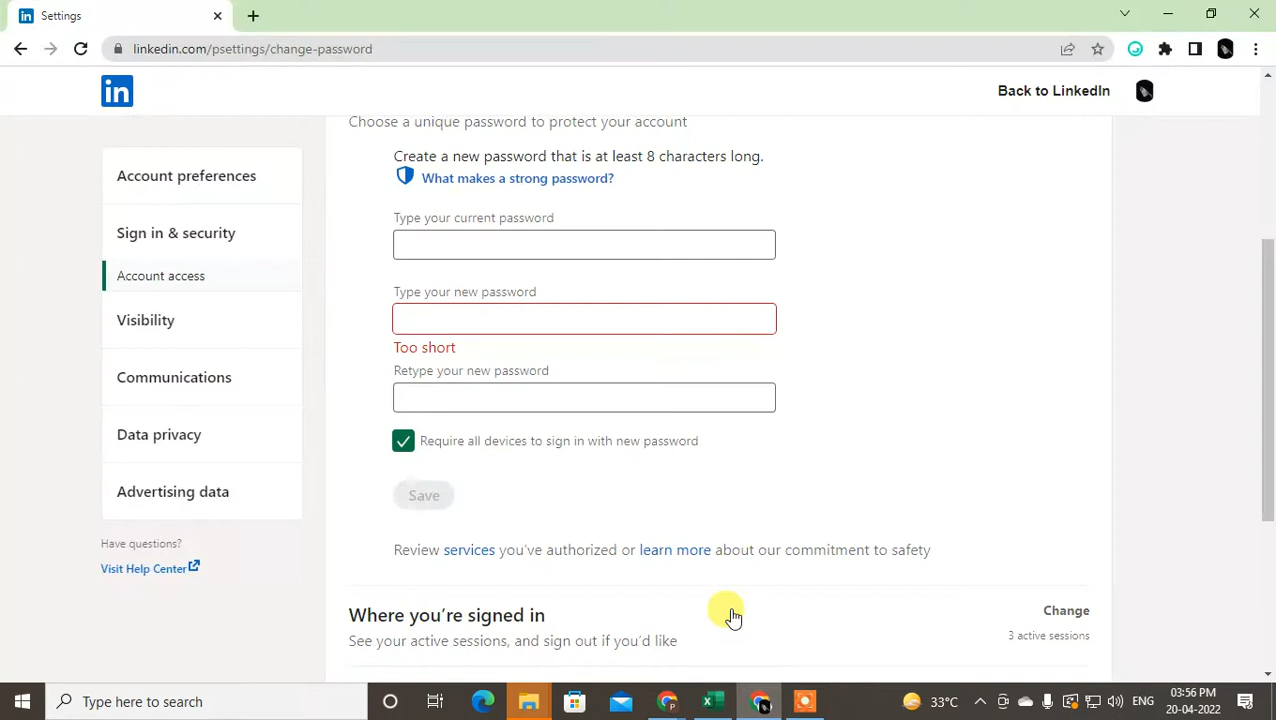 in Settings
linkedin.com/psettings/change-password
in
Back to LinkedIn
Choose a unique password to protect your account
Account preferences
Sign in & security
Account access
Visibility
Communications
Data privacy
Advertising data
Have questions?
Visit Help Center
Create a new password that is at least 8 characters long.
What makes a strong password?
Type your current password
Type your new password
Too short
Retype your new password
Require all devices to sign in with new password
Save
Review services you've authorized or learn more about our commitment to safety
Where you're signed in
Change
See your active sessions, and sign out if you'd like
3 active sessions
Type here to search
33°C
ENG
03:56 PM
20-04-2022